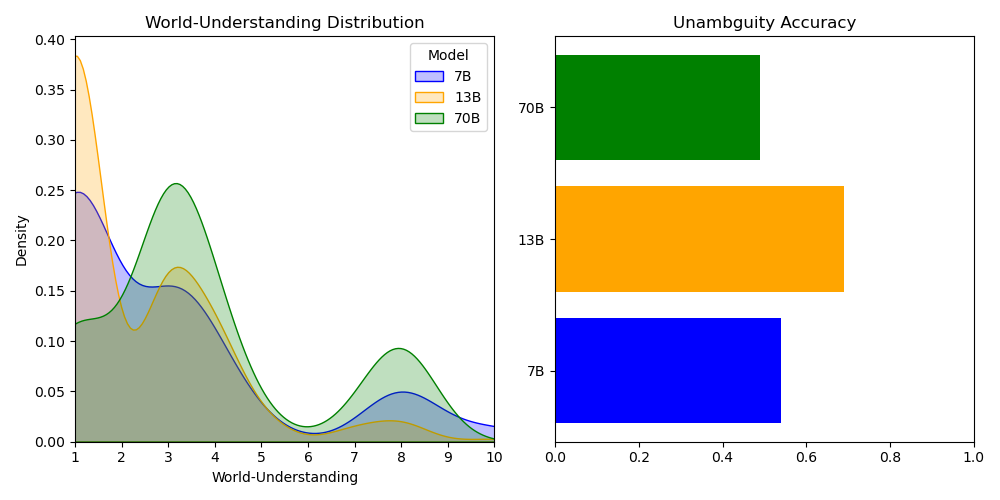 World-Understanding Distribution
0.40
0.35
0.30
0.25
0.20
0.15
0.10
0.05
0.00
Density
1 2 3 4 5 6 7 8 9 10
World-Understanding
Model
7B
13B
70B
Unambguity Accuracy
70B
13B
7B
0.0 0.2 0.4 0.6 0.8 1.0